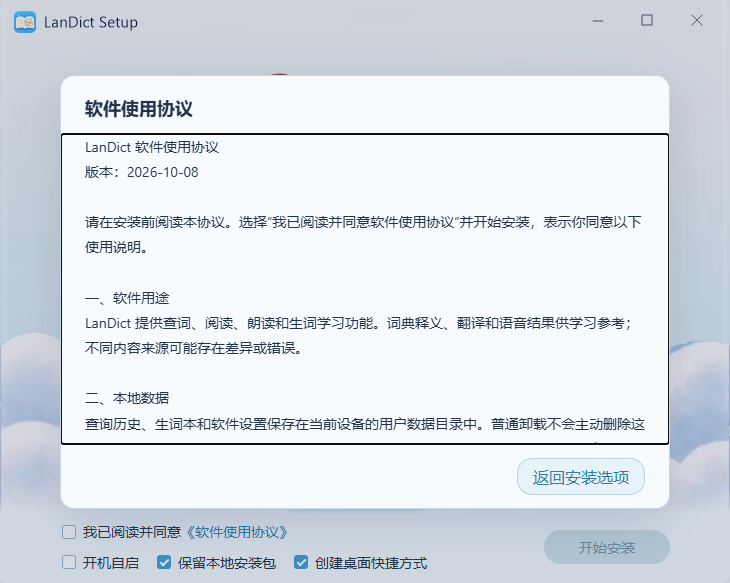 LanDict Setup
软件使用协议
LanDict 软件使用协议
版本：2026-10-08
请在安装前阅读本协议。选择“我已阅读并同意软件使用协议”并开始安装，表示你同意以下
使用说明。
一、软件用途
LanDict 提供查词、阅读、朗读和生词学习功能。词典释义、翻译和语音结果供学习参考；
不同内容来源可能存在差异或错误。
二、本地数据
查询历史、生词本和软件设置保存在当前设备的用户数据目录中。普通卸载不会主动删除这
返回安装选项
我已阅读并同意《软件使用协议》
开机自启 保留本地安装包 创建桌面快捷方式
开始安装